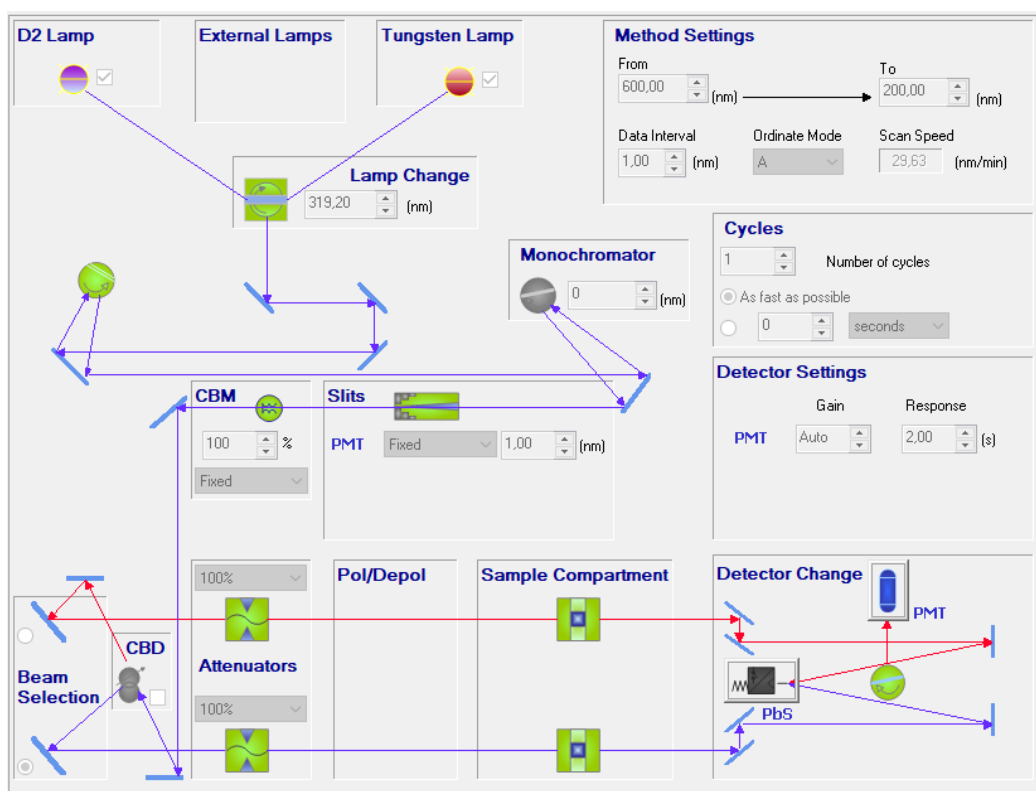 D2 Lamp
External Lamps
Tungsten Lamp
Method Settings
From
To
600,00 (nm)
200,00 (nm)
Data Interval
Ordinate Mode
Scan Speed
1,00 (nm)
A
29,63 (nm/min)
Lamp Change
319,20 (nm)
Monochromator
0 (nm)
Cycles
1 Number of cycles
As fast as possible
0 seconds
CBM
100 %
Fixed
Slits
PMT Fixed 1,00 (nm)
Detector Settings
Gain Response
PMT Auto 2,00 (s)
100%
Pol/Depol
Sample Compartment
Detector Change
PMT
CBD
Beam
Selection
Attenuators
100%
PbS